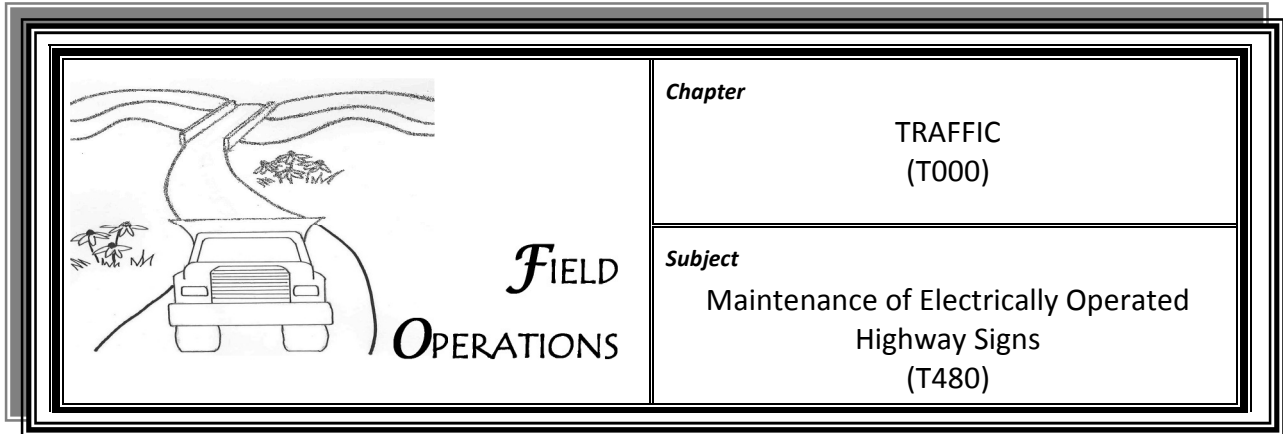 FIELD
OPERATIONS
Chapter
TRAFFIC
(T000)
Subject
Maintenance of Electrically Operated
Highway Signs
(T480)